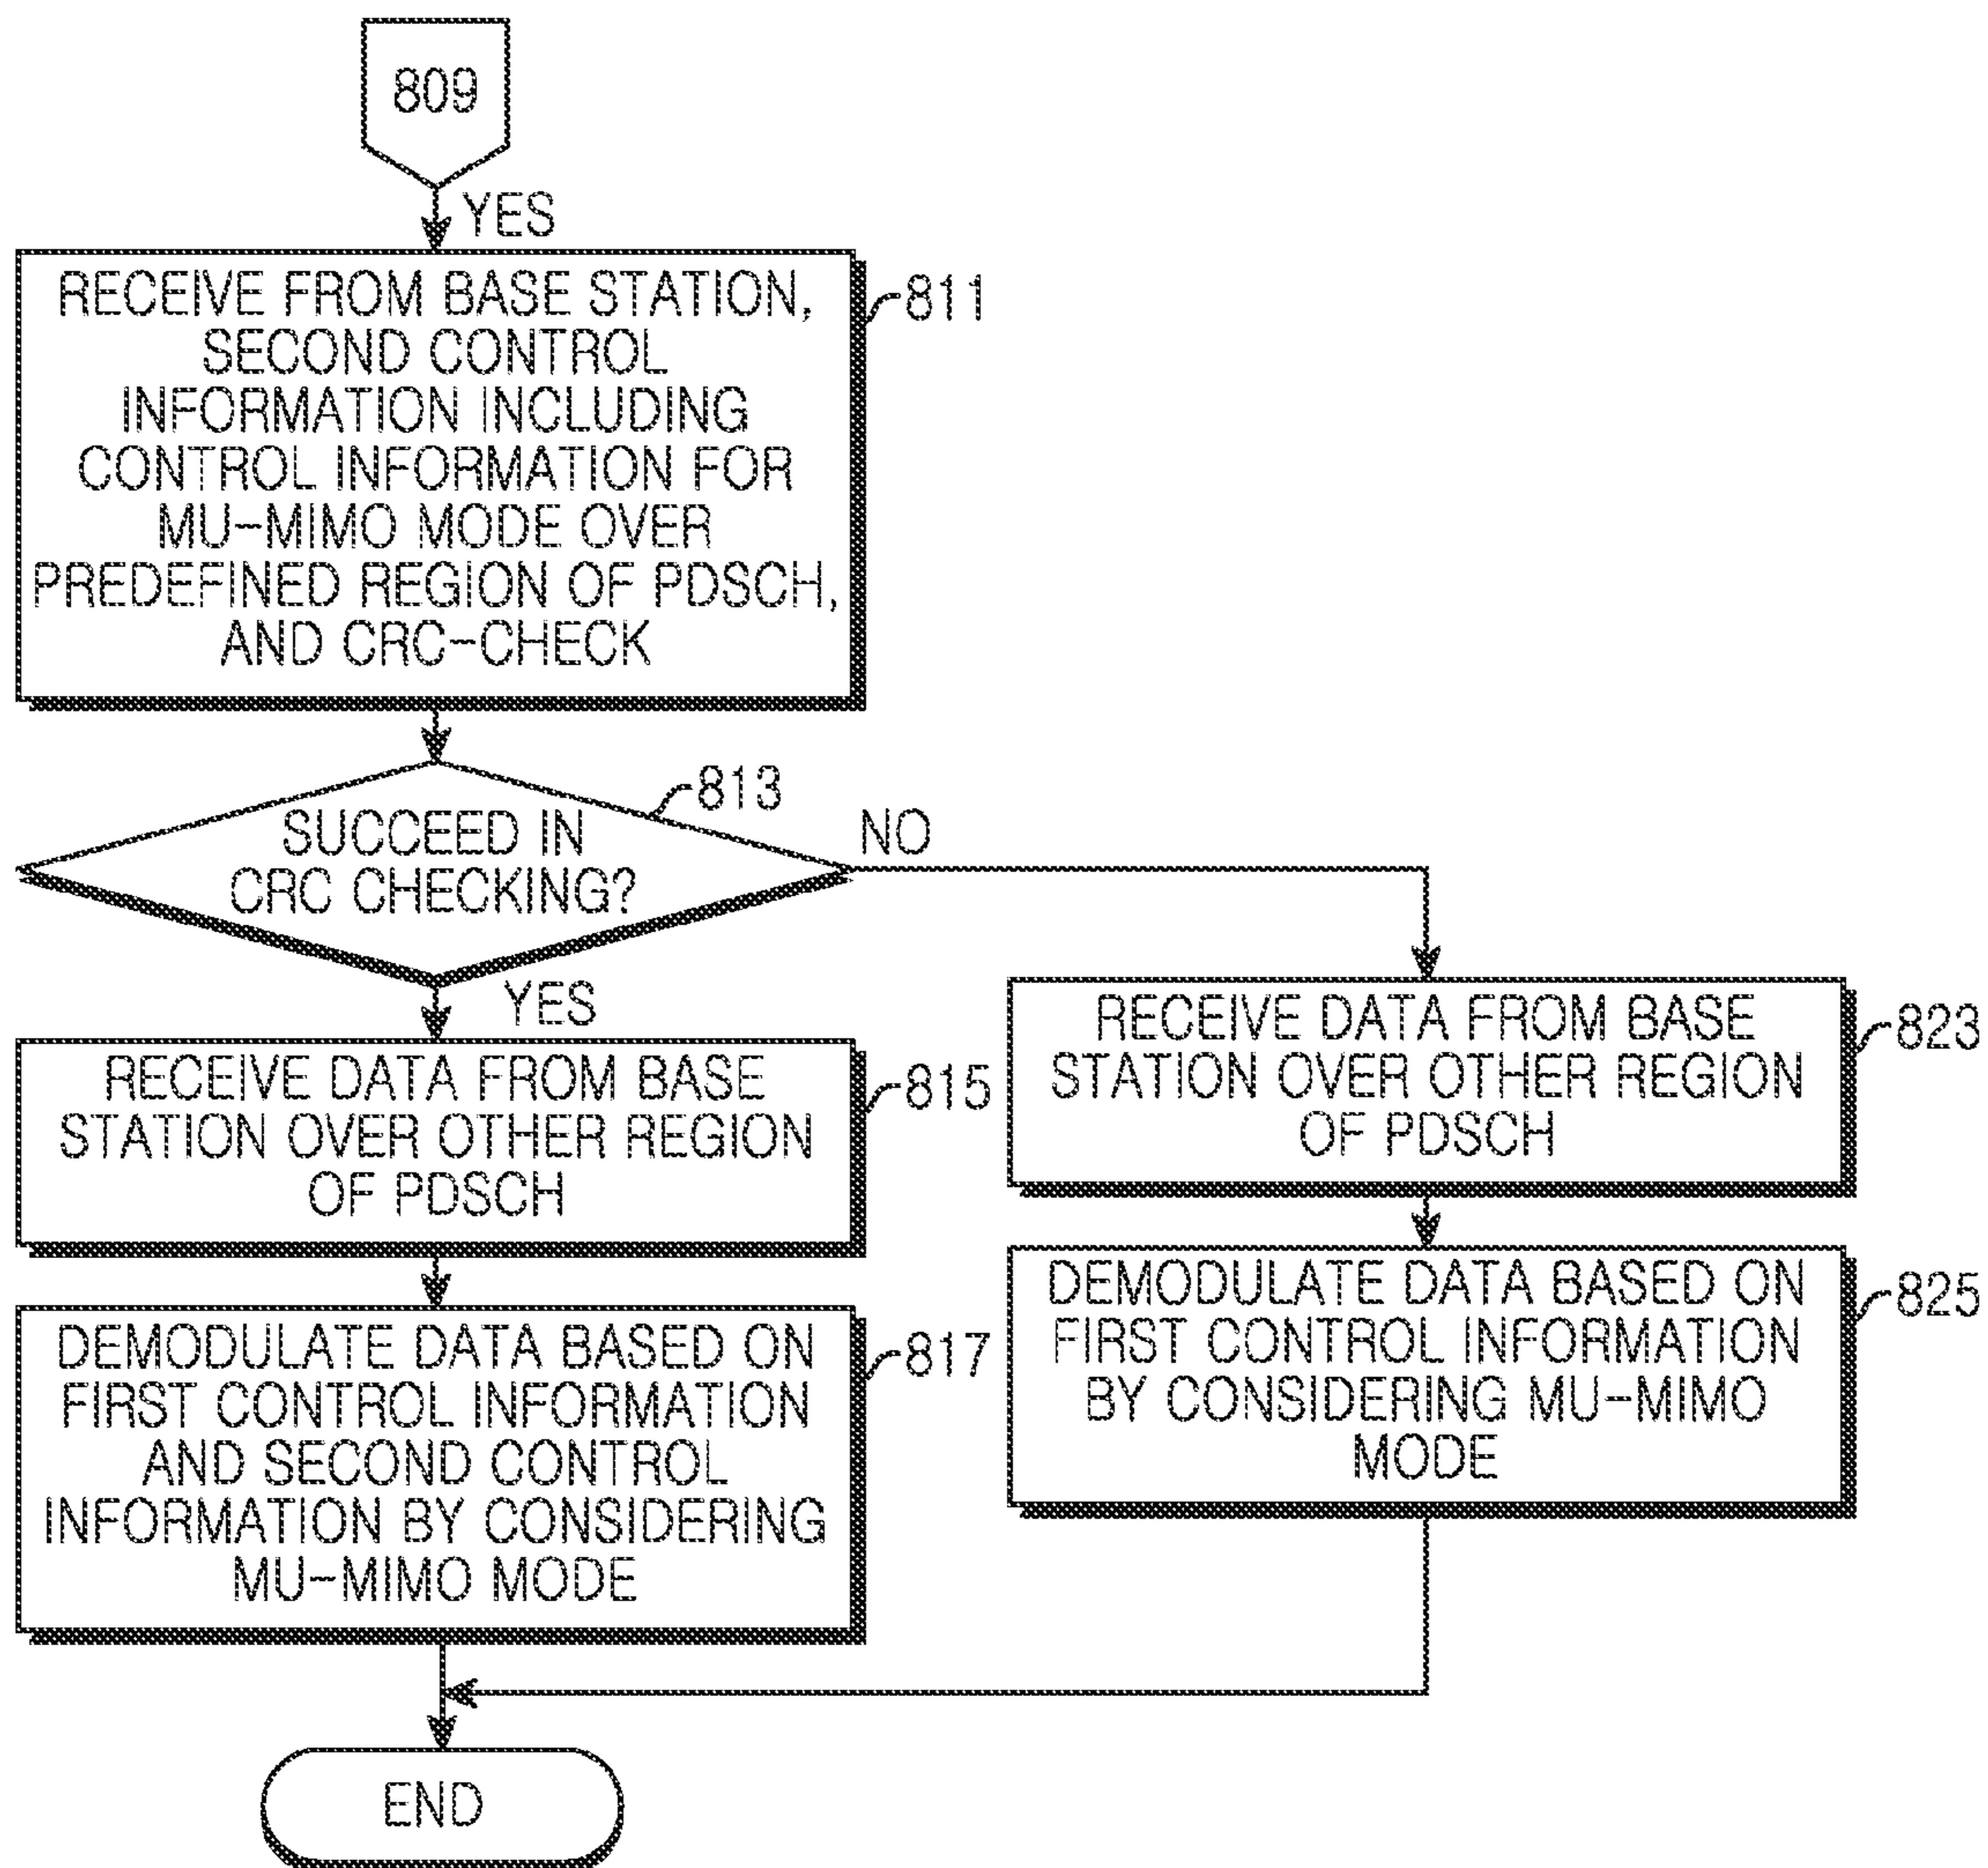 809
YES
RECEIVE FROM BASE STATION,
SECOND CONTROL
INFORMATION INCLUDING
CONTROL INFORMATION FOR
MU-MIMO MODE OVER
PREDEFINED REGION OF PDSCH,
AND CRC-CHECK
811
SUCCEED IN
CRC CHECKING?
813
NO
YES
RECEIVE DATA FROM BASE
STATION OVER OTHER REGION
OF PDSCH
815
DEMODULATE DATA BASED ON
FIRST CONTROL INFORMATION
AND SECOND CONTROL
INFORMATION BY CONSIDERING
MU-MIMO MODE
817
RECEIVE DATA FROM BASE
STATION OVER OTHER REGION
OF PDSCH
823
DEMODULATE DATA BASED ON
FIRST CONTROL INFORMATION
BY CONSIDERING MU-MIMO
MODE
825
END